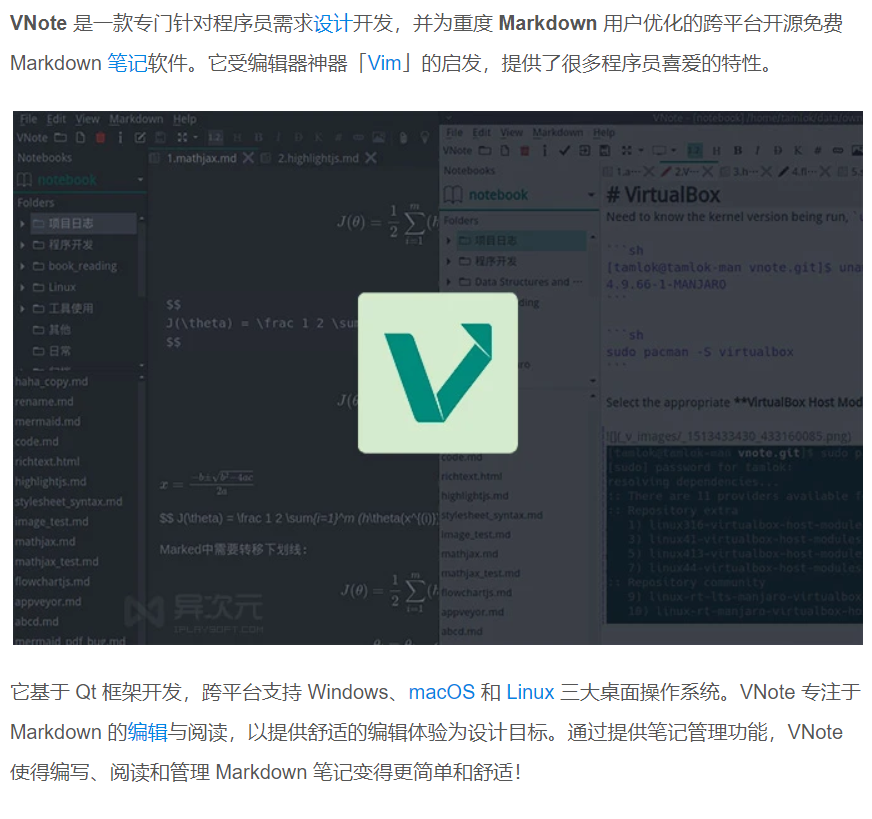 VNote 是一款专门针对程序员需求设计开发，并为重度 Markdown 用户优化的跨平台开源免费
Markdown 笔记软件。它受编辑器神器「Vim」的启发，提供了很多程序员喜爱的特性。
File Edit View Markdown Help
VNote
Notebooks
notebook
Folders
项目日志
程序开发
book_reading
Linux
工具使用
其他
日常
haha_copy.md
rename.md
mermaid.md
code.md
richtext.html
highlightjs.md
stylesheet_syntax.md
image_test.md
mathjax.md
mathjax_test.md
flowchartjs.md
appveyor.md
abcd.md
mermaid_pdf_bug.md
1.mathjax.md 2.highlightjs.md
J(θ) = 1/2 ∑ i=1 m (h
$$
J(\theta) = \frac 1 2 \sum
$$
J(θ
x = −b±√b²−4ac / 2a
$$ J(\theta) = \frac 1 2 \sum{i=1}^m (h\theta(x^{(i)}
Marked中需要转移下划线：
J(θ) = 1/2 ∑ i=1 m (h
异次元
IPLAYSOFT.COM
VNote - [notebook] /home/tamlok/data/own
File Edit View Markdown Help
VNote
Notebooks
notebook
Folders
项目日志
程序开发
Data Structures and ···
code.md
richtext.html
highlightjs.md
stylesheet_syntax.md
image_test.md
mathjax.md
mathjax_test.md
flowchartjs.md
appveyor.md
abcd.md
# VirtualBox
Need to know the kernel version being run, `u
```sh
[tamlok@tamlok-man vnote.git]$ una
4.9.66-1-MANJARO
```
```sh
sudo pacman -S virtualbox
```
Select the appropriate **VirtualBox Host Mod
![](_v_images/_1513433430_433160085.png)
[tamlok@tamlok-man vnote.git]$ sudo p
[sudo] password for tamlok:
resolving dependencies...
:: There are 11 providers available f
:: Repository extra
1) linux316-virtualbox-host-modules
3) linux41-virtualbox-host-modules
5) linux413-virtualbox-host-modules
7) linux44-virtualbox-host-modules
:: Repository community
9) linux-rt-lts-manjaro-virtualbox-
10) linux-rt-manjaro-virtualbox-ho
它基于 Qt 框架开发，跨平台支持 Windows、macOS 和 Linux 三大桌面操作系统。VNote 专注于
Markdown 的编辑与阅读，以提供舒适的编辑体验为设计目标。通过提供笔记管理功能，VNote
使得编写、阅读和管理 Markdown 笔记变得更简单和舒适！